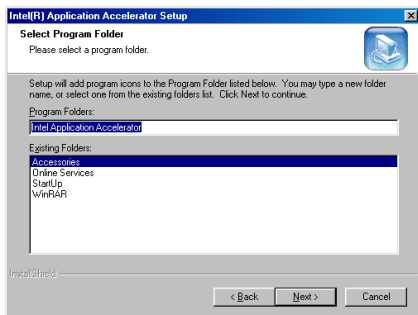 Intel(R) Application Accelerator Setup
Select Program Folder
Please select a program folder.
Setup will add program icons to the Program Folder listed below. You may type a new folder
name, or select one from the existing folders list. Click Next to continue.
Program Folders:
Intel Application Accelerator
Existing Folders:
Accessories
Online Services
StartUp
WinRAR
InstallShield
< Back
Next >
Cancel